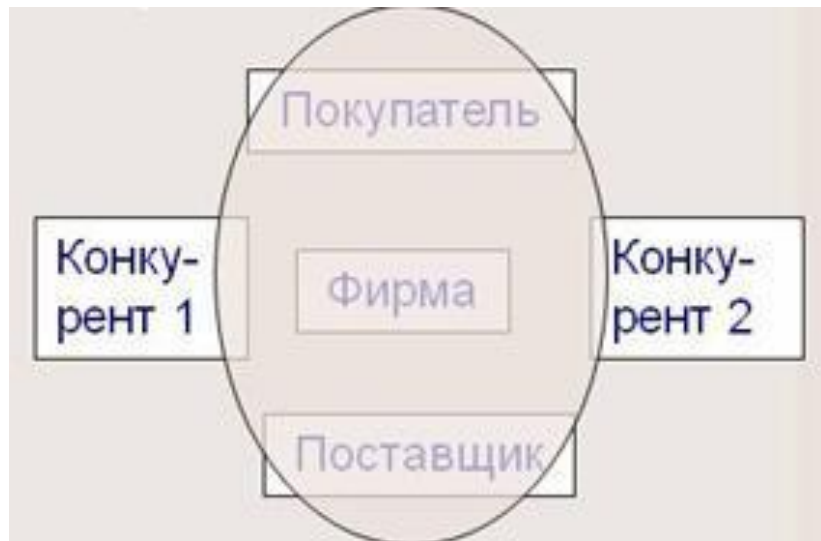 Покупатель
Конку-
рент 1
Фирма
Конку-
рент 2
Поставщик